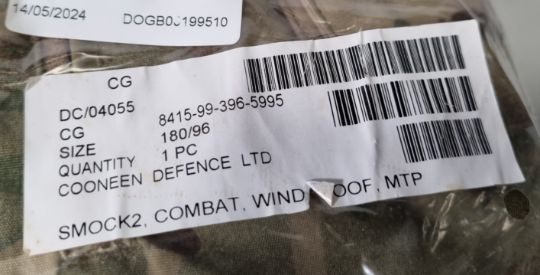 14/05/2024 DOGB0J199510
CG
DC/04055
CG 8415-99-396-5995
SIZE 180/96
QUANTITY 1 PC
COONEEN DEFENCE LTD
SMOCK2, COMBAT, WIND OOF, MTP